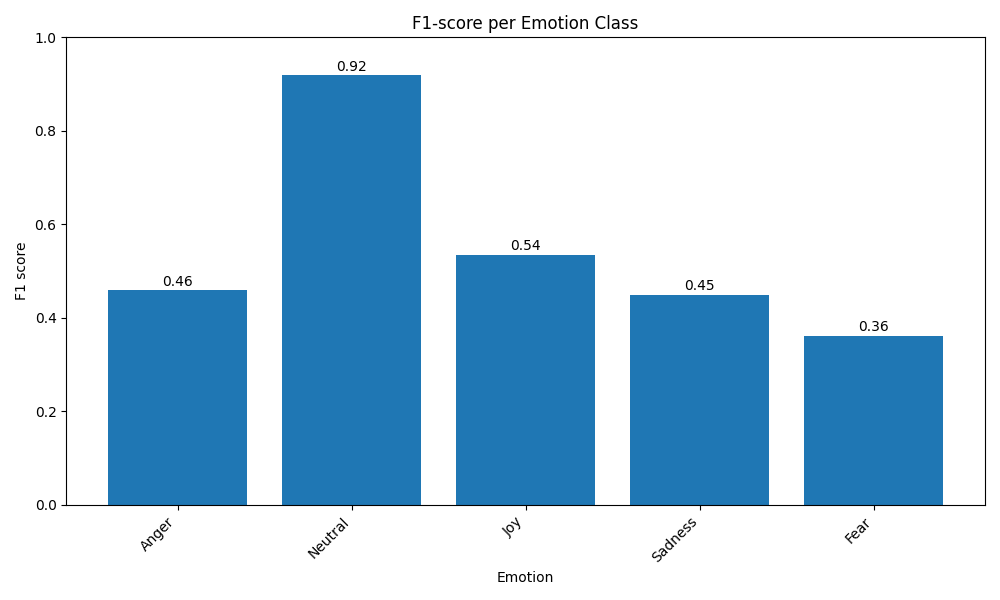 F1-score per Emotion Class
F1 score
1.0
0.8
0.6
0.4
0.2
0.0
0.46
0.92
0.54
0.45
0.36
Anger
Neutral
Joy
Sadness
Fear
Emotion